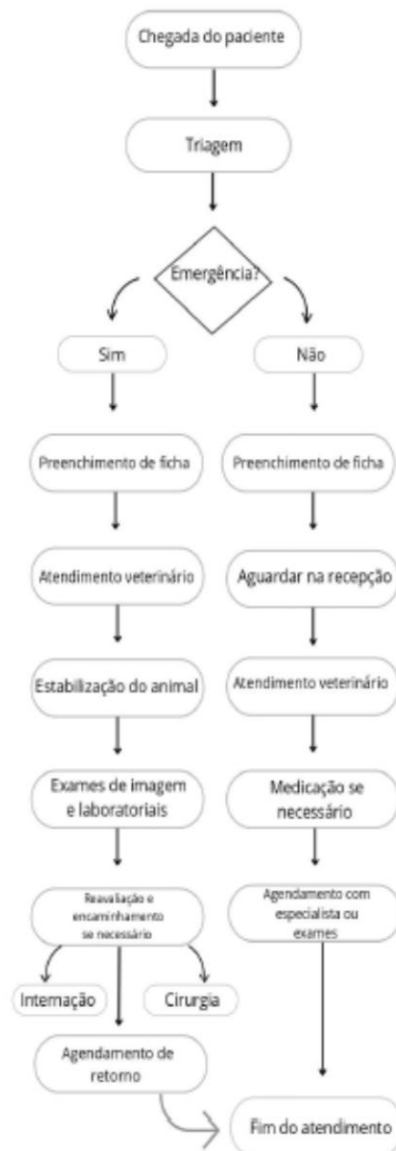 Chegada do paciente
Triagem
Emergência?
Sim
Não
Preenchimento de ficha
Preenchimento de ficha
Atendimento veterinário
Aguardar na recepção
Estabilização do animal
Atendimento veterinário
Exames de imagem
e laboratoriais
Medicação se
necessário
Reavaliação e
encaminhamento
se necessário
Agendamento com
especialista ou
exames
Internação
Cirurgia
Agendamento de
retorno
Fim do atendimento